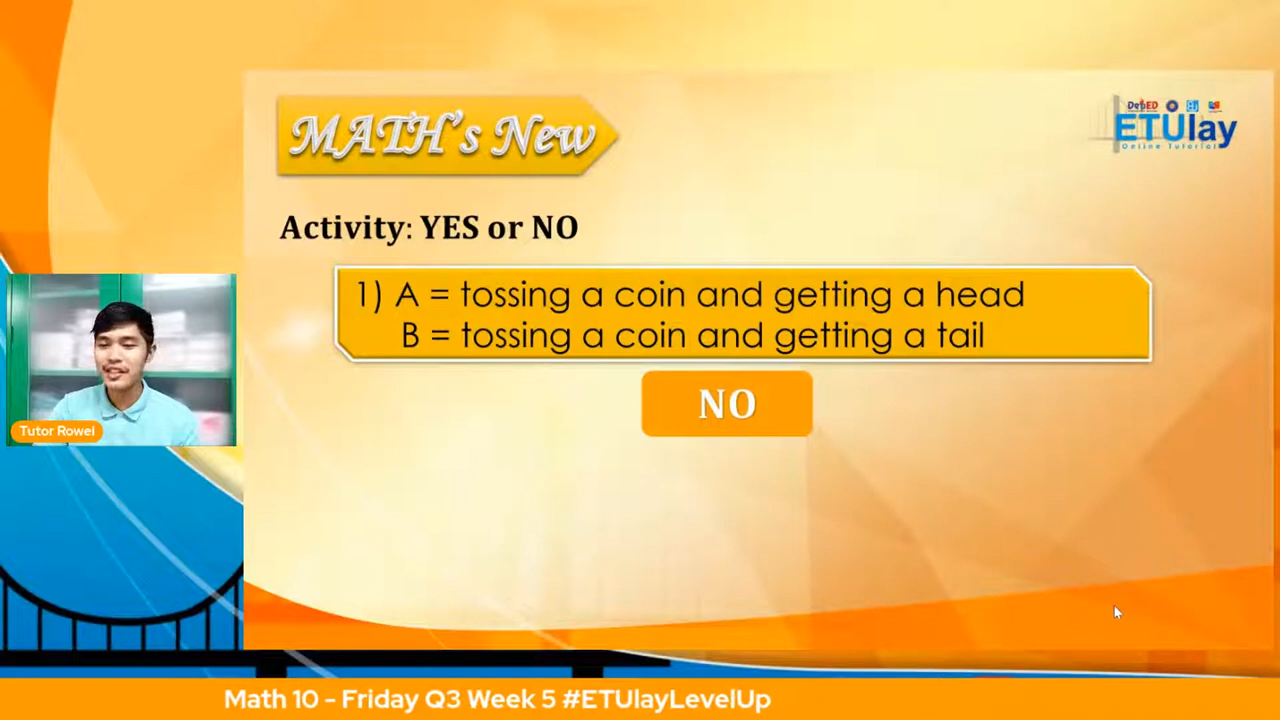 MATH's New
DepED
ETUlay
Online Tutorial
Activity: YES or NO
1) A = tossing a coin and getting a head
B = tossing a coin and getting a tail
NO
Tutor Rowel
Math 10 - Friday Q3 Week 5 #ETUlayLevelUp